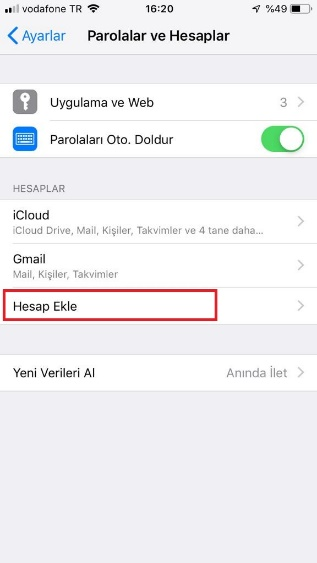 vodafone TR 16:20 %49
Ayarlar Parolalar ve Hesaplar
Uygulama ve Web 3
Parolaları Oto. Doldur
HESAPLAR
iCloud
iCloud Drive, Mail, Kişiler, Takvimler ve 4 tane daha...
Gmail
Mail, Kişiler, Takvimler
Hesap Ekle
Yeni Verileri Al Anında İlet